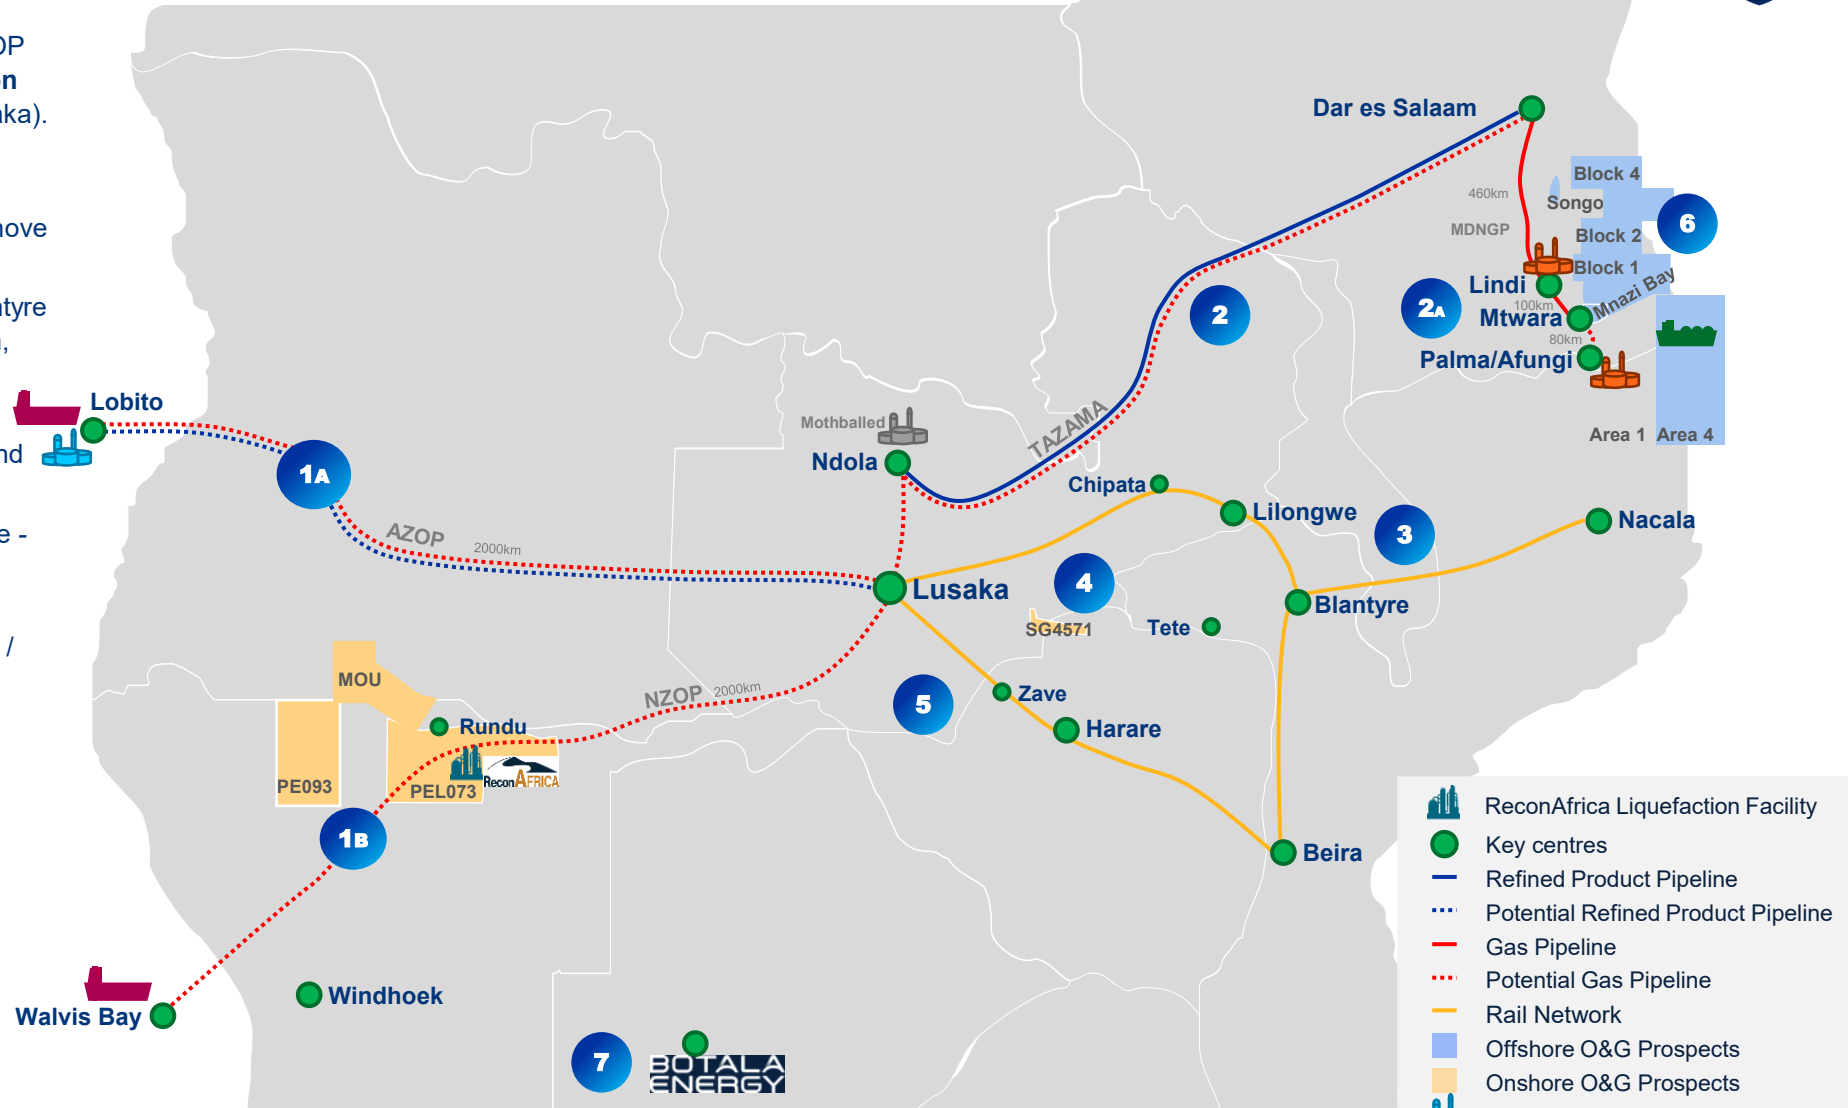 OP
on
aka).
nove
ntyre
n,
nd
e -
/
Dar es Salaam
Block 4
460km
Songo
6
MDNGP
Block 2
Block 1
Lindi
2A
2
Mnazi Bay
100km
Mtwara
80km
Palma/Afungi
Lobito
TAZAMA
Mothballed
Area 1
Area 4
Ndola
1A
Chipata
Lilongwe
Nacala
AZOP
2000km
3
Lusaka
4
Blantyre
SG4571
Tete
MOU
NZOP
2000km
5
Zave
Rundu
Harare
ReconAFRICA
PE093
PEL073
1B
Beira
Windhoek
Walvis Bay
7
BOTALA
ENERGY
ReconAfrica Liquefaction Facility
Key centres
Refined Product Pipeline
Potential Refined Product Pipeline
Gas Pipeline
Potential Gas Pipeline
Rail Network
Offshore O&G Prospects
Onshore O&G Prospects